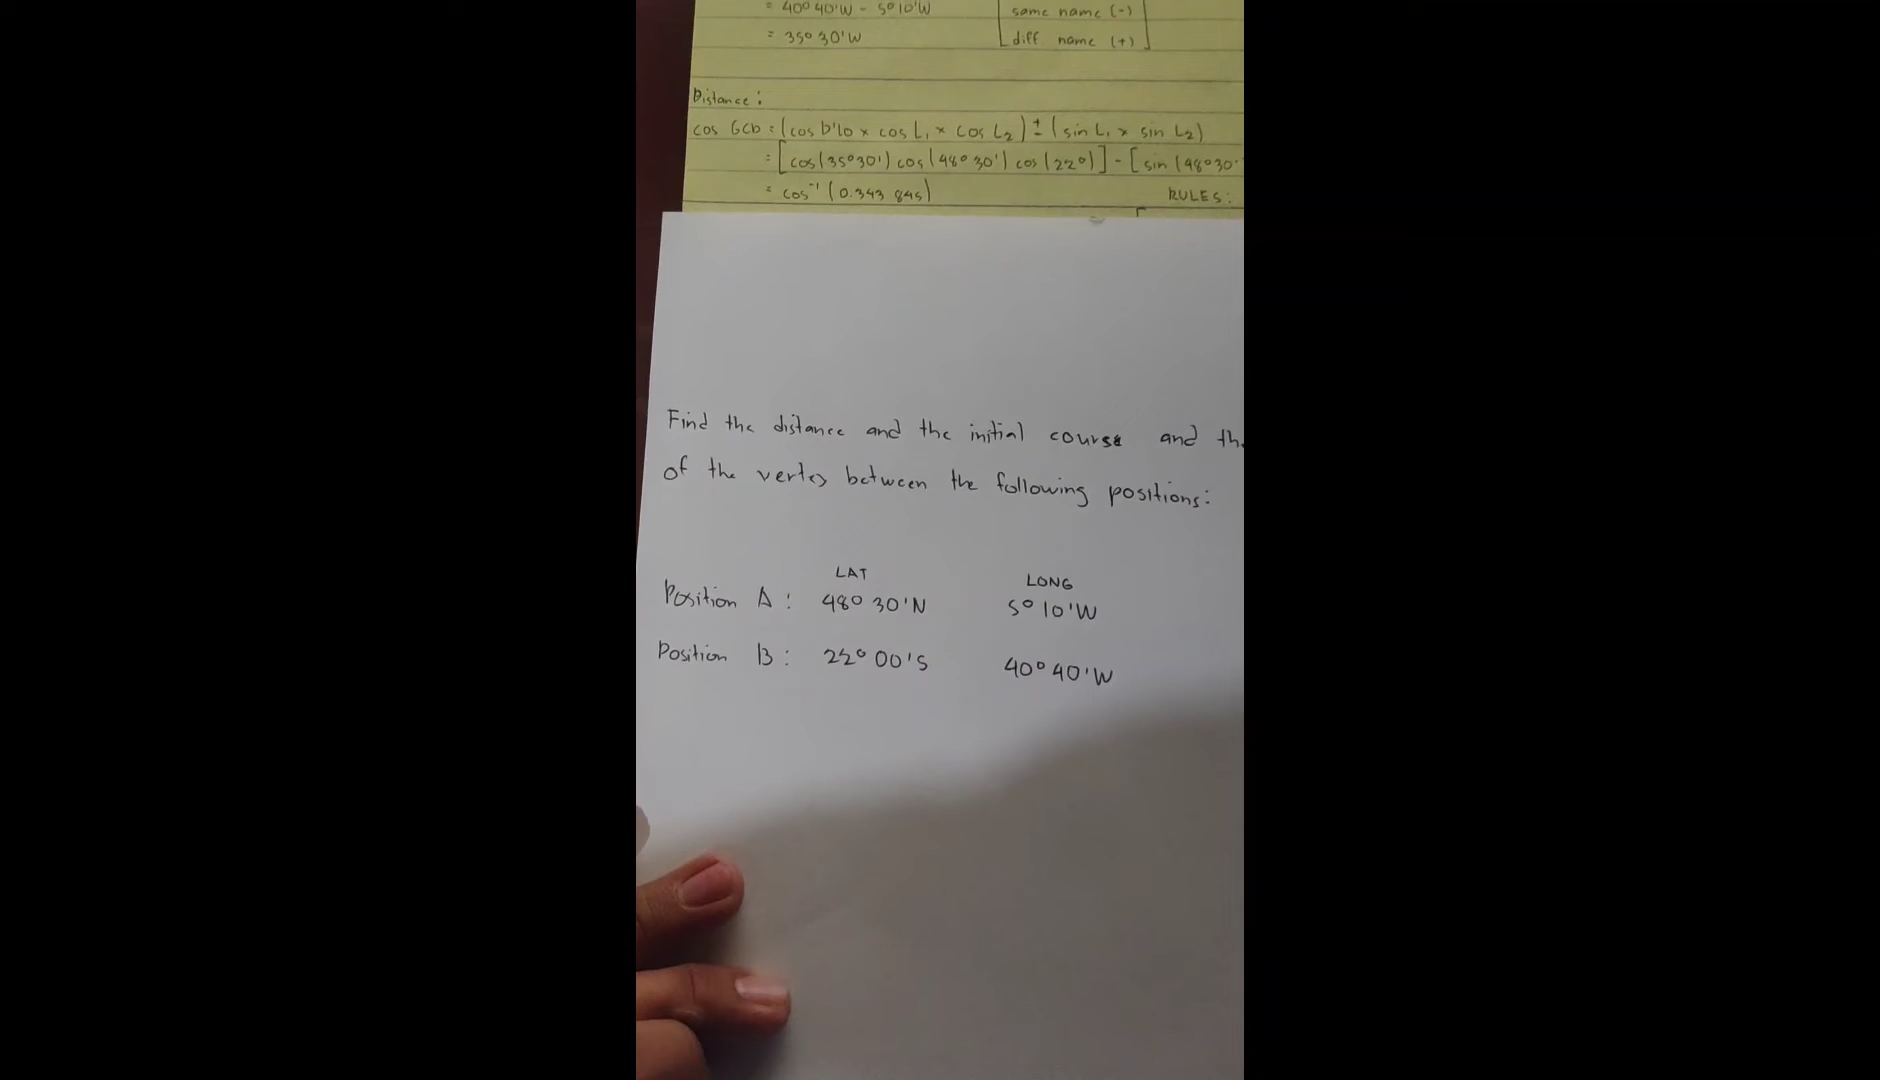 = 40° 40'W - 5° 10'W
same name (-)
= 35° 30'W
diff name (+)
Distance:
cos GCD = (cos D'lo × cos L₁ × cos L₂) ± (sin L₁ × sin L₂)
= [cos(35°30') cos(48°30') cos(22°)] - [sin (48°30'
= cos⁻¹ (0.343 845)
RULES:
Find the distance and the initial course and
of the vertex between the following positions:
LAT LONG
Position A: 48° 30'N 5° 10'W
Position B: 22° 00'S 40° 40'W